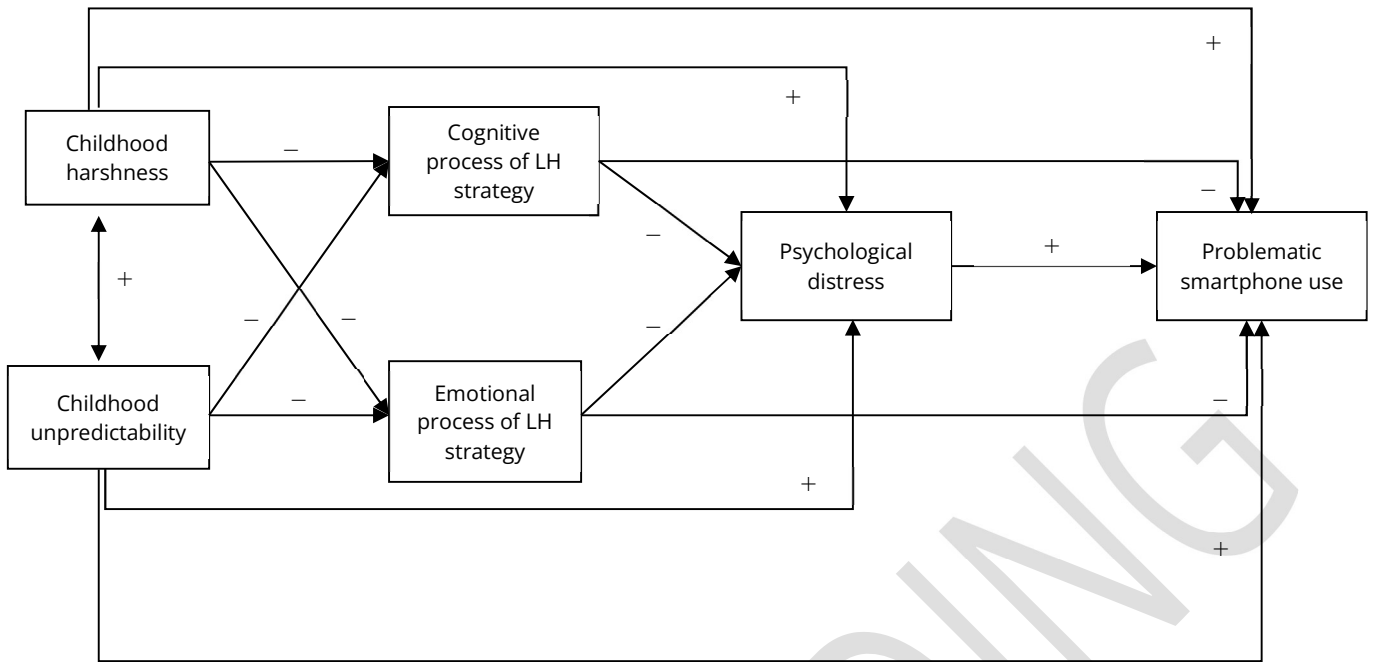 +
+
Childhood
harshness
−
Cognitive
process of LH
strategy
−
−
Psychological
distress
+
Problematic
smartphone use
+
−
−
−
Childhood
unpredictability
−
Emotional
process of LH
strategy
−
+
+